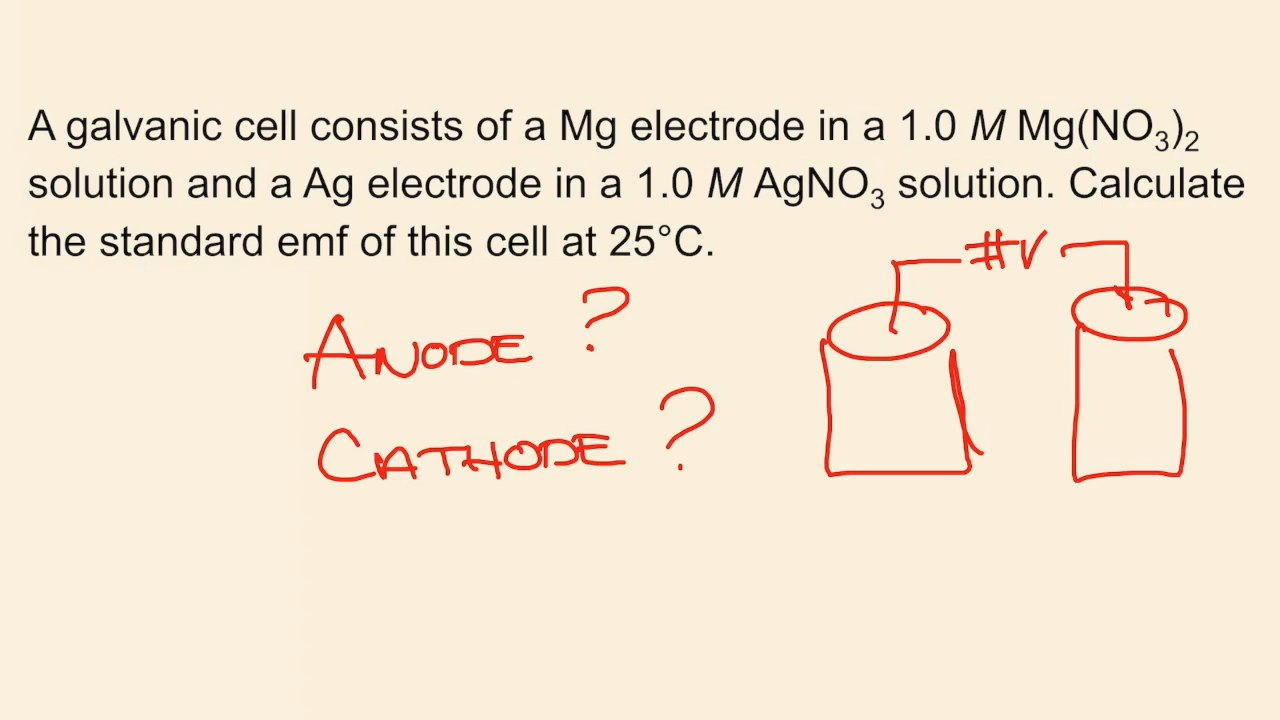 A galvanic cell consists of a Mg electrode in a 1.0 M Mg(NO₃)₂
solution and a Ag electrode in a 1.0 M AgNO₃ solution. Calculate
the standard emf of this cell at 25°C.
#V
ANODE ?
CATHODE ?